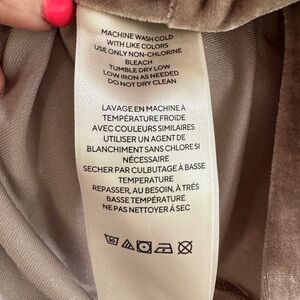 MACHINE WASH COLD
WITH LIKE COLORS
USE ONLY NON-CHLORINE
BLEACH
TUMBLE DRY LOW
LOW IRON AS NEEDED
DO NOT DRY CLEAN
LAVAGE EN MACHINE À
TEMPÉRATURE FROIDE
AVEC COULEURS SIMILAIRES
UTILISER UN AGENT DE
BLANCHIMENT SANS CHLORE SI
NÉCESSAIRE
SECHER PAR CULBUTAGE À BASSE
TEMPERATURE
REPASSER, AU BESOIN, À TRÉS
BASSE TEMPÉRATURE
NE PAS NETTOYER Á SEC